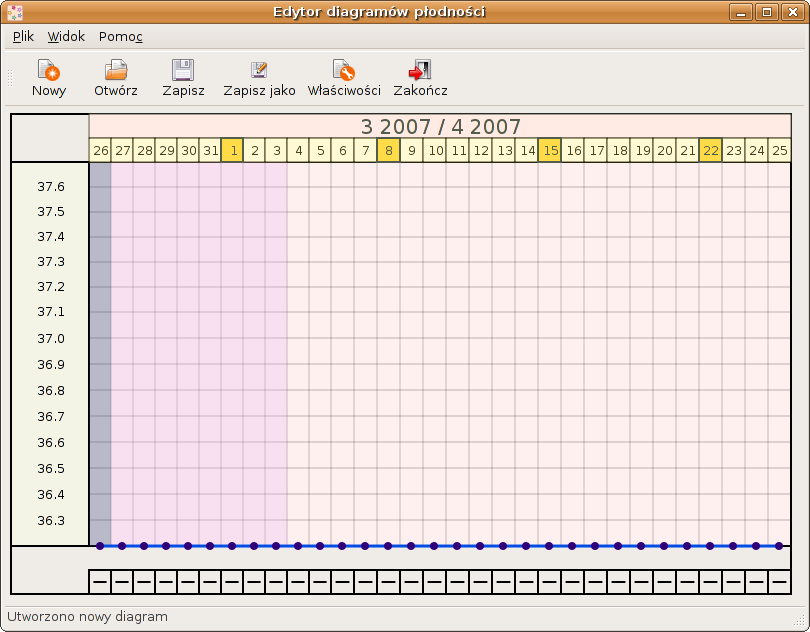 Edytor diagramów płodności
Plik Widok Pomoc
Nowy Otwórz Zapisz Zapisz jako Właściwości Zakończ
3 2007 / 4 2007
26 27 28 29 30 31 1 2 3 4 5 6 7 8 9 10 11 12 13 14 15 16 17 18 19 20 21 22 23 24 25
37.6
37.5
37.4
37.3
37.2
37.1
37.0
36.9
36.8
36.7
36.6
36.5
36.4
36.3
— — — — — — — — — — — — — — — — — — — — — — — — — — — — — — —
Utworzono nowy diagram